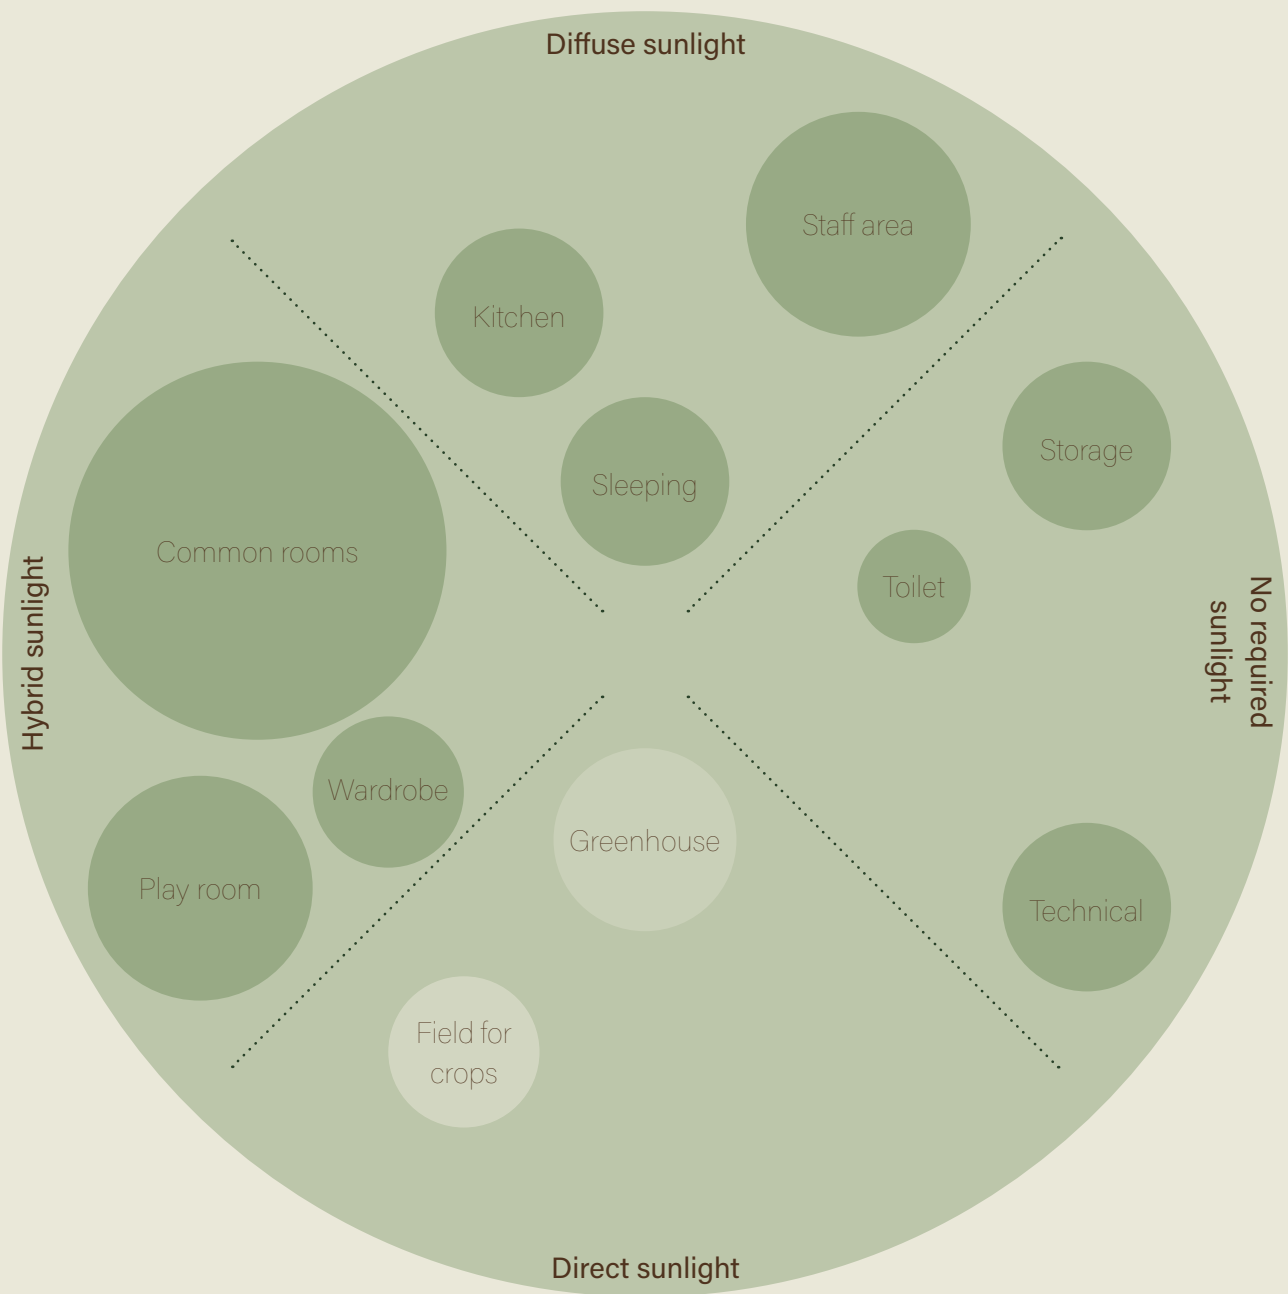 Diffuse sunlight
Staff area
Kitchen
Sleeping
Storage
Toilet
Common rooms
Hybrid sunlight
No required
sunlight
Wardrobe
Play room
Greenhouse
Technical
Field for
crops
Direct sunlight